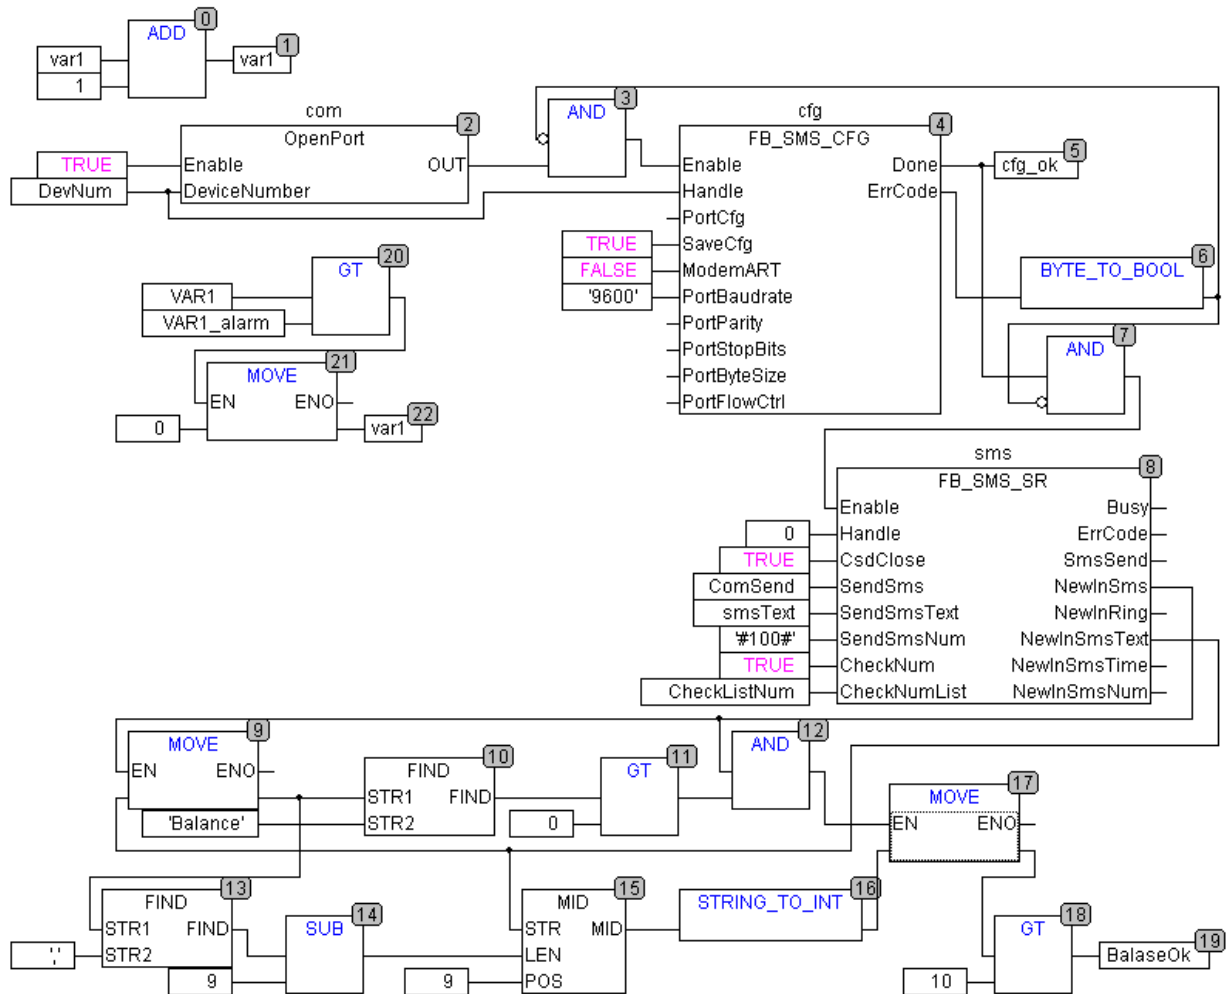 0
ADD
var1
1
var1
1
com
2
OpenPort
TRUE
Enable
OUT
DevNum
DeviceNumber
3
AND
cfg
4
FB_SMS_CFG
Enable
Done
Handle
ErrCode
PortCfg
TRUE
SaveCfg
FALSE
ModemART
'9600'
PortBaudrate
PortParity
PortStopBits
PortByteSize
PortFlowCtrl
5
cfg_ok
6
BYTE_TO_BOOL
7
AND
20
GT
VAR1
VAR1_alarm
21
MOVE
EN
ENO
0
22
var1
sms
8
FB_SMS_SR
Enable
Busy
0
Handle
ErrCode
TRUE
CsdClose
SmsSend
ComSend
SendSms
NewInSms
smsText
SendSmsText
NewInRing
'#100#'
SendSmsNum
NewInSmsText
TRUE
CheckNum
NewInSmsTime
CheckListNum
CheckNumList
NewInSmsNum
9
MOVE
EN
ENO
10
FIND
STR1
FIND
'Balance'
STR2
11
GT
0
12
AND
17
MOVE
EN
ENO
13
FIND
STR1
FIND
STR2
14
SUB
9
15
MID
STR
MID
LEN
9
POS
16
STRING_TO_INT
18
GT
10
19
BalaseOk